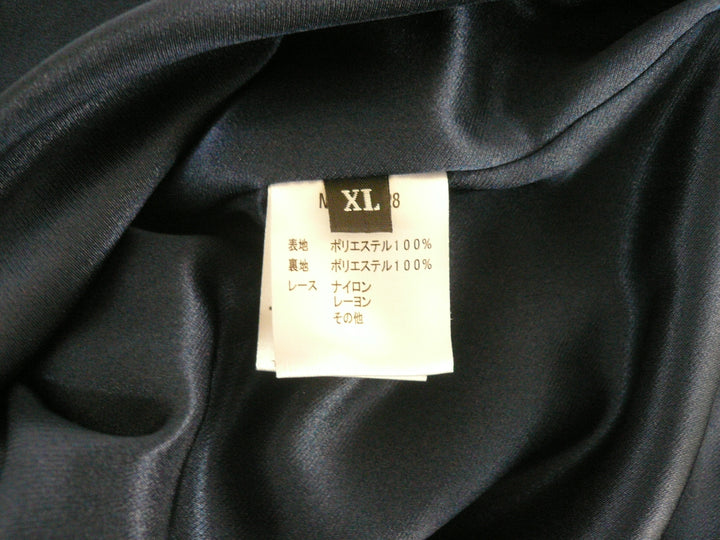 XL
表地 ポリエステル100%
裏地 ポリエステル100%
レース ナイロン
レーヨン
その他